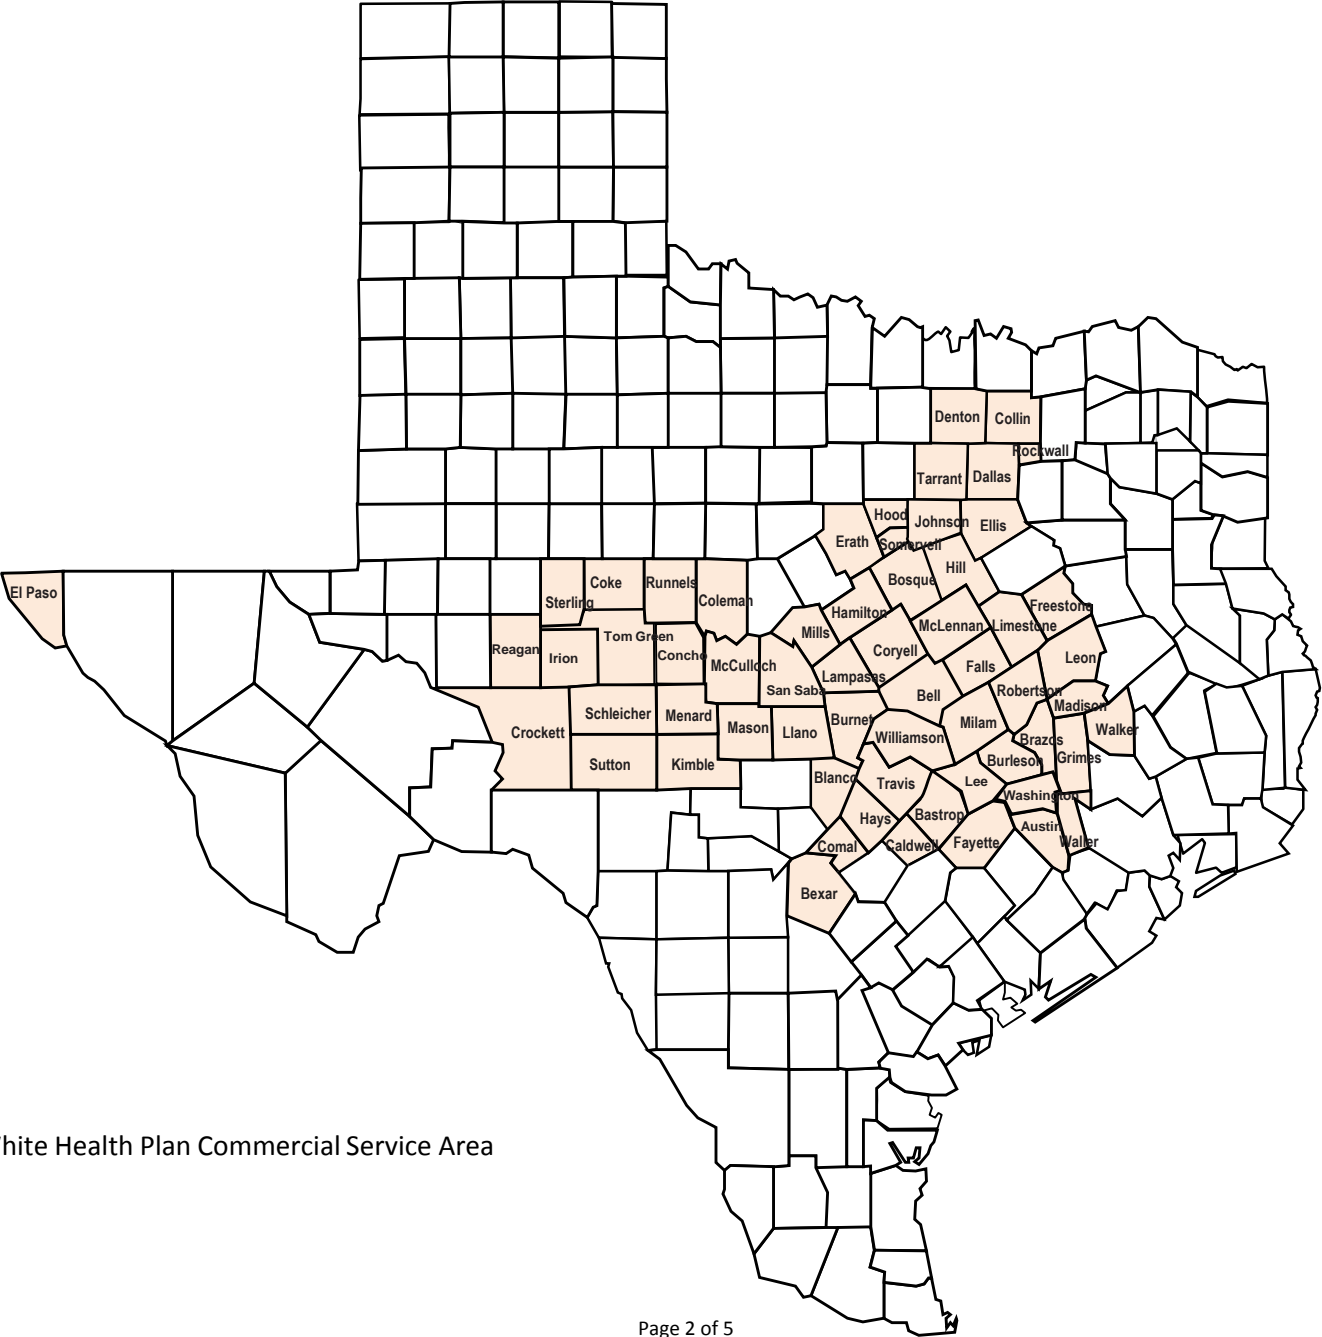 Denton
Collin
Rockwall
Tarrant
Dallas
Hood
Johnson
Ellis
Erath
Somervell
El Paso
Coke
Runnels
Sterling
Coleman
Bosque
Hill
Hamilton
Freestone
Mills
McLennan
Limestone
Tom Green
Reagan
Irion
Concho
McCulloch
Coryell
Falls
Leon
San Saba
Lampasas
Bell
Robertson
Madison
Crockett
Schleicher
Menard
Mason
Llano
Burnet
Williamson
Milam
Brazos
Walker
Sutton
Kimble
Blanco
Travis
Lee
Burleson
Grimes
Washington
Hays
Bastrop
Austin
Comal
Caldwell
Fayette
Waller
Bexar
hite Health Plan Commercial Service Area
Page 2 of 5